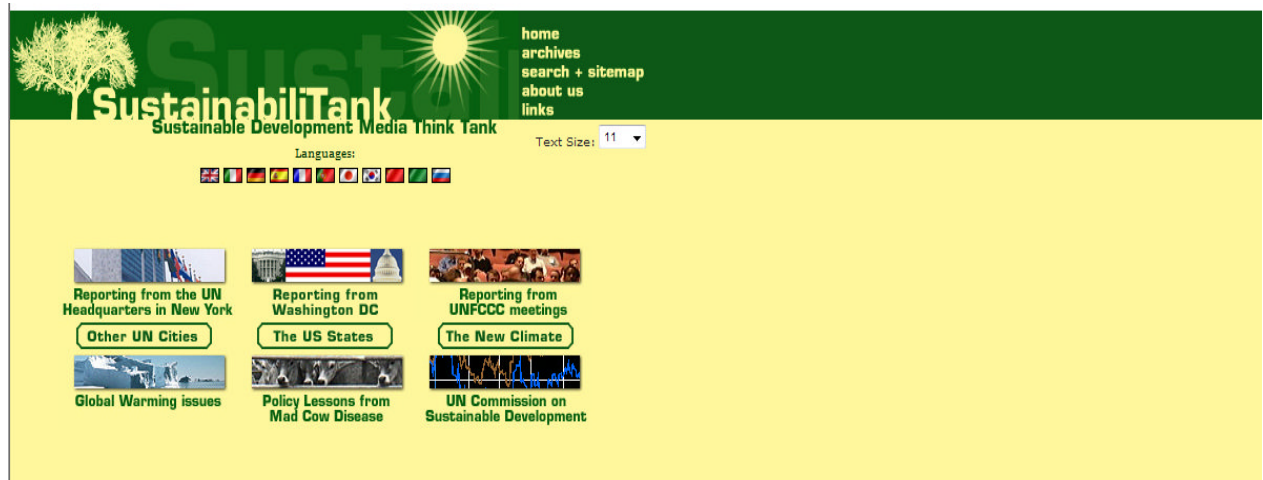 Sustain
SustainabiliTank
Sustainable Development Media Think Tank
home
archives
search + sitemap
about us
links
Text Size: 11
Languages:
Reporting from the UN
Headquarters in New York
Reporting from
Washington DC
Reporting from
UNFCCC meetings
Other UN Cities
The US States
The New Climate
Global Warming issues
Policy Lessons from
Mad Cow Disease
UN Commission on
Sustainable Development